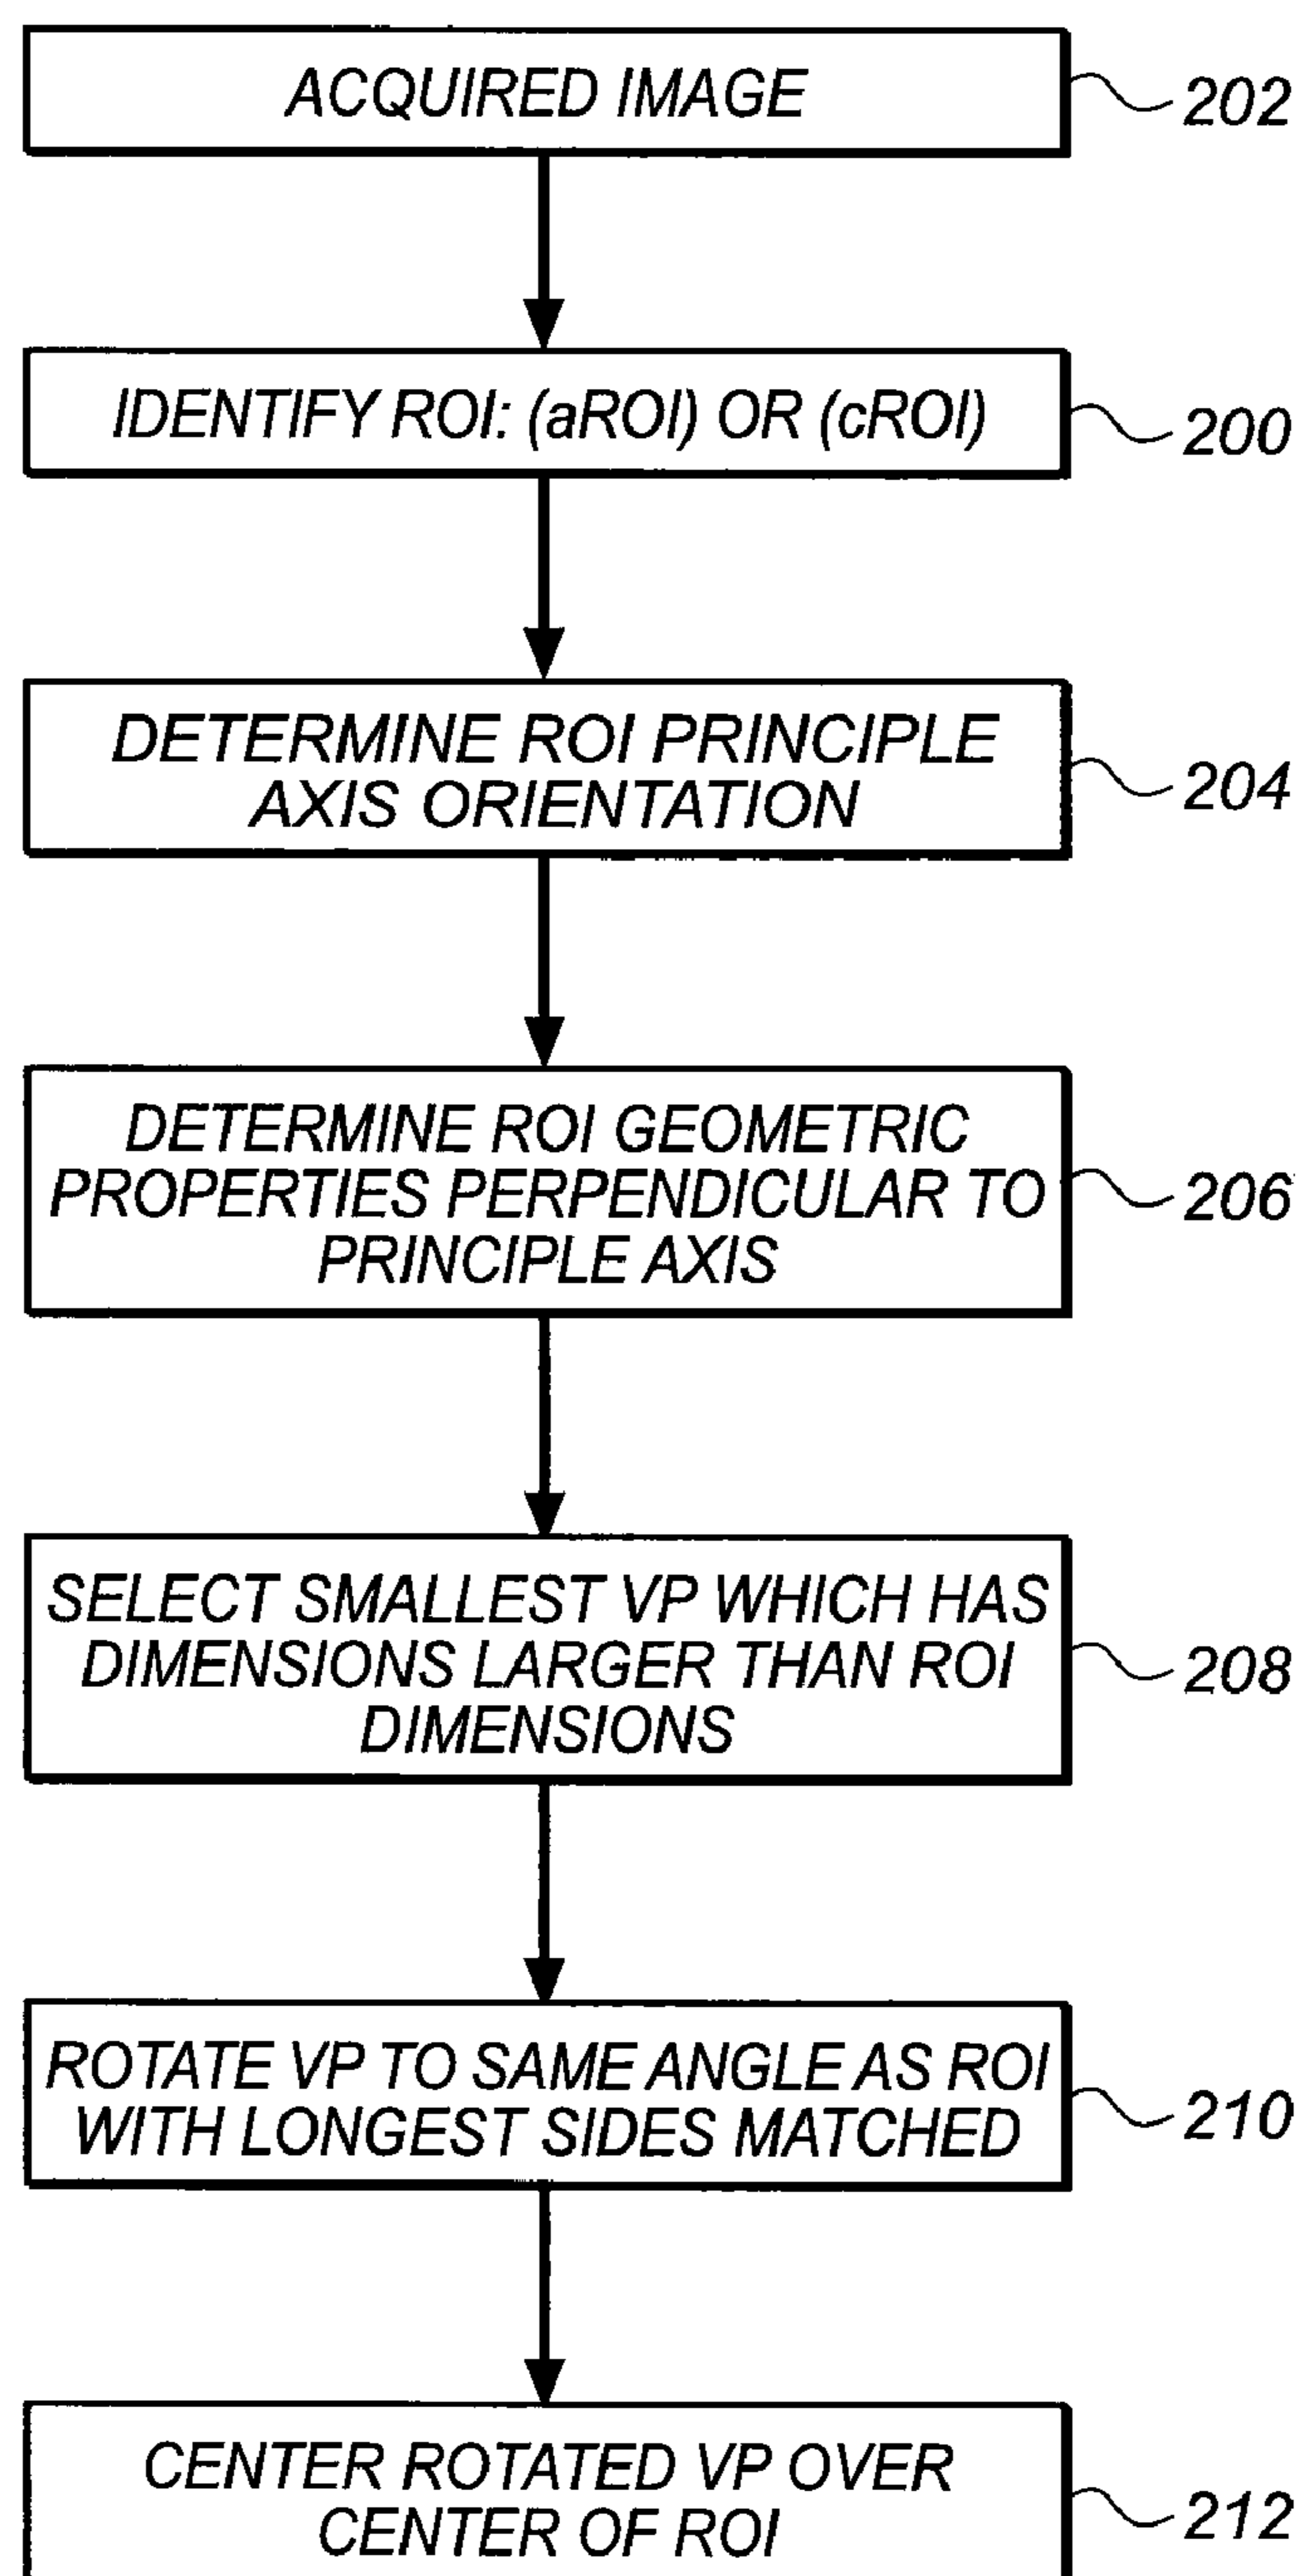 ACQUIRED IMAGE
202
IDENTIFY ROI: (aROI) OR (cROI)
200
DETERMINE ROI PRINCIPLE
AXIS ORIENTATION
204
DETERMINE ROI GEOMETRIC
PROPERTIES PERPENDICULAR TO
PRINCIPLE AXIS
206
SELECT SMALLEST VP WHICH HAS
DIMENSIONS LARGER THAN ROI
DIMENSIONS
208
ROTATE VP TO SAME ANGLE AS ROI
WITH LONGEST SIDES MATCHED
210
CENTER ROTATED VP OVER
CENTER OF ROI
212